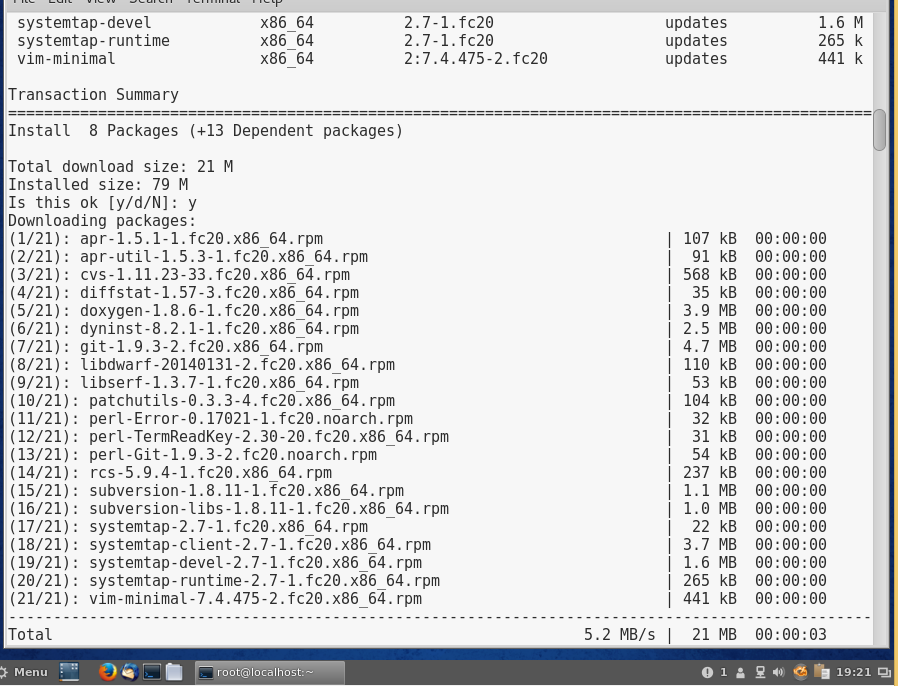 File Edit View Search Terminal Help
systemtap-devel x86_64 2.7-1.fc20 updates 1.6 M
systemtap-runtime x86_64 2.7-1.fc20 updates 265 k
vim-minimal x86_64 2:7.4.475-2.fc20 updates 441 k
Transaction Summary
================================================================================================
Install  8 Packages (+13 Dependent packages)
Total download size: 21 M
Installed size: 79 M
Is this ok [y/d/N]: y
Downloading packages:
(1/21): apr-1.5.1-1.fc20.x86_64.rpm | 107 kB 00:00:00
(2/21): apr-util-1.5.3-1.fc20.x86_64.rpm | 91 kB 00:00:00
(3/21): cvs-1.11.23-33.fc20.x86_64.rpm | 568 kB 00:00:00
(4/21): diffstat-1.57-3.fc20.x86_64.rpm | 35 kB 00:00:00
(5/21): doxygen-1.8.6-1.fc20.x86_64.rpm | 3.9 MB 00:00:00
(6/21): dyninst-8.2.1-1.fc20.x86_64.rpm | 2.5 MB 00:00:00
(7/21): git-1.9.3-2.fc20.x86_64.rpm | 4.7 MB 00:00:00
(8/21): libdwarf-20140131-2.fc20.x86_64.rpm | 110 kB 00:00:00
(9/21): libserf-1.3.7-1.fc20.x86_64.rpm | 53 kB 00:00:00
(10/21): patchutils-0.3.3-4.fc20.x86_64.rpm | 104 kB 00:00:00
(11/21): perl-Error-0.17021-1.fc20.noarch.rpm | 32 kB 00:00:00
(12/21): perl-TermReadKey-2.30-20.fc20.x86_64.rpm | 31 kB 00:00:00
(13/21): perl-Git-1.9.3-2.fc20.noarch.rpm | 54 kB 00:00:00
(14/21): rcs-5.9.4-1.fc20.x86_64.rpm | 237 kB 00:00:00
(15/21): subversion-1.8.11-1.fc20.x86_64.rpm | 1.1 MB 00:00:00
(16/21): subversion-libs-1.8.11-1.fc20.x86_64.rpm | 1.0 MB 00:00:00
(17/21): systemtap-2.7-1.fc20.x86_64.rpm | 22 kB 00:00:00
(18/21): systemtap-client-2.7-1.fc20.x86_64.rpm | 3.7 MB 00:00:00
(19/21): systemtap-devel-2.7-1.fc20.x86_64.rpm | 1.6 MB 00:00:00
(20/21): systemtap-runtime-2.7-1.fc20.x86_64.rpm | 265 kB 00:00:00
(21/21): vim-minimal-7.4.475-2.fc20.x86_64.rpm | 441 kB 00:00:00
------------------------------------------------------------------------------------------------
Total 5.2 MB/s | 21 MB 00:00:03
Menu root@localhost:~ 1 19:21